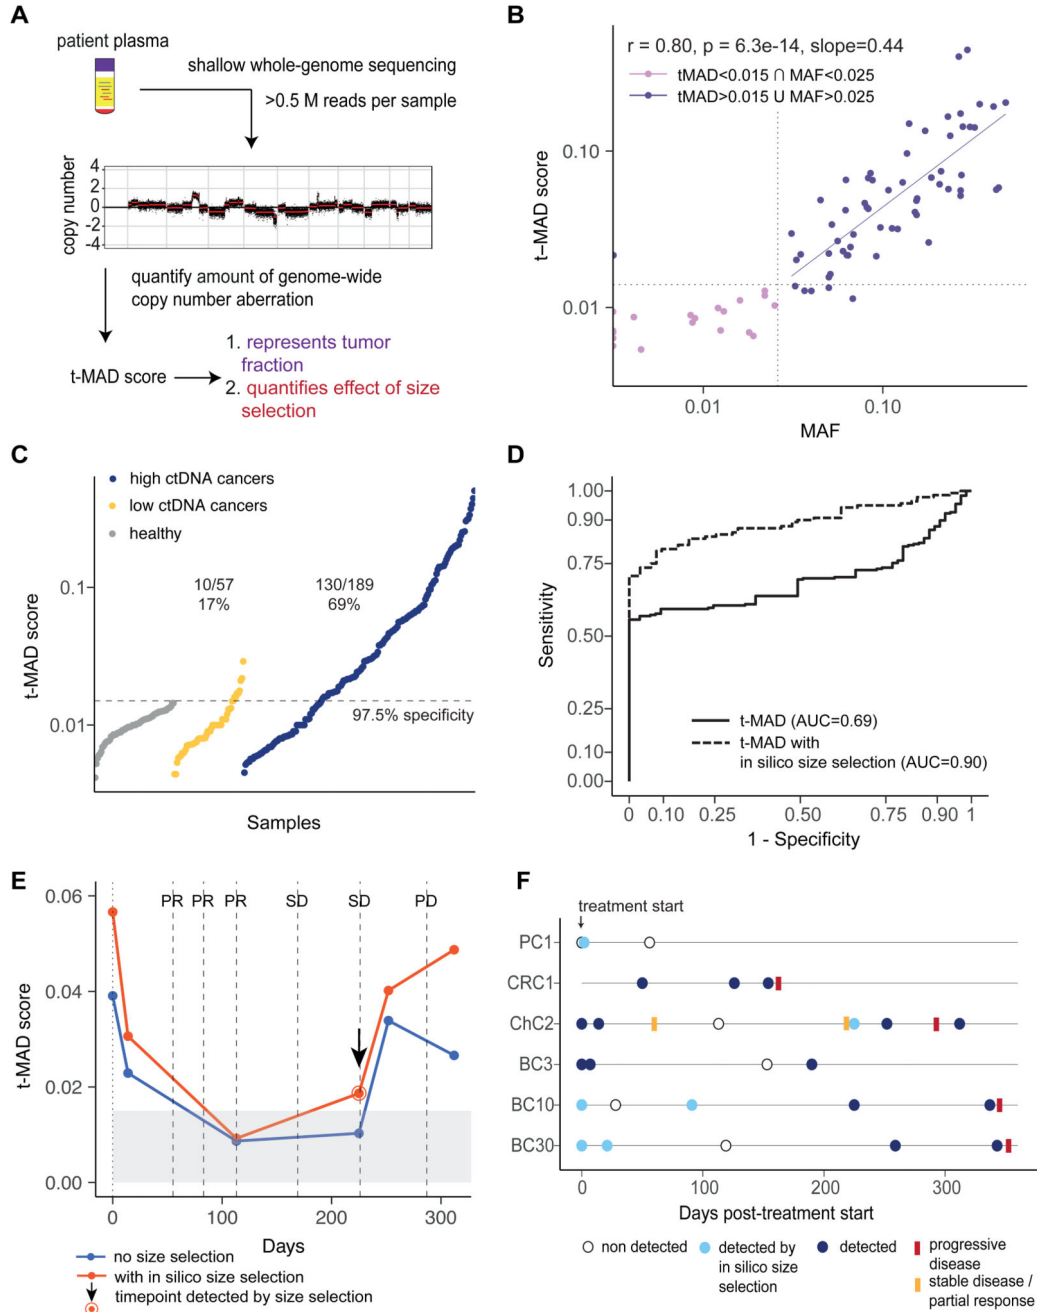 A
patient plasma
shallow whole-genome sequencing
>0.5 M reads per sample
copy number
4
2
0
-2
-4
quantify amount of genome-wide
copy number aberration
t-MAD score
1. represents tumor
fraction
2. quantifies effect of size
selection
B
r = 0.80, p = 6.3e-14, slope=0.44
tMAD<0.015 ∩ MAF<0.025
tMAD>0.015 U MAF>0.025
t–MAD score
0.10
0.01
0.01
0.10
MAF
C
high ctDNA cancers
low ctDNA cancers
healthy
10/57
17%
130/189
69%
t-MAD score
0.1
0.01
97.5% specificity
Samples
D
Sensitivity
1.00
0.90
0.75
0.50
0.25
0.10
0.00
t-MAD (AUC=0.69)
t-MAD with
in silico size selection (AUC=0.90)
0
0.10
0.25
0.50
0.75
0.90
1
1 - Specificity
E
t-MAD score
0.06
0.04
0.02
0.00
PR
PR
PR
SD
SD
PD
0
100
200
300
Days
no size selection
with in silico size selection
timepoint detected by size selection
F
treatment start
PC1
CRC1
ChC2
BC3
BC10
BC30
0
100
200
300
Days post-treatment start
non detected
detected by
in silico size
selection
detected
progressive
disease
stable disease /
partial response